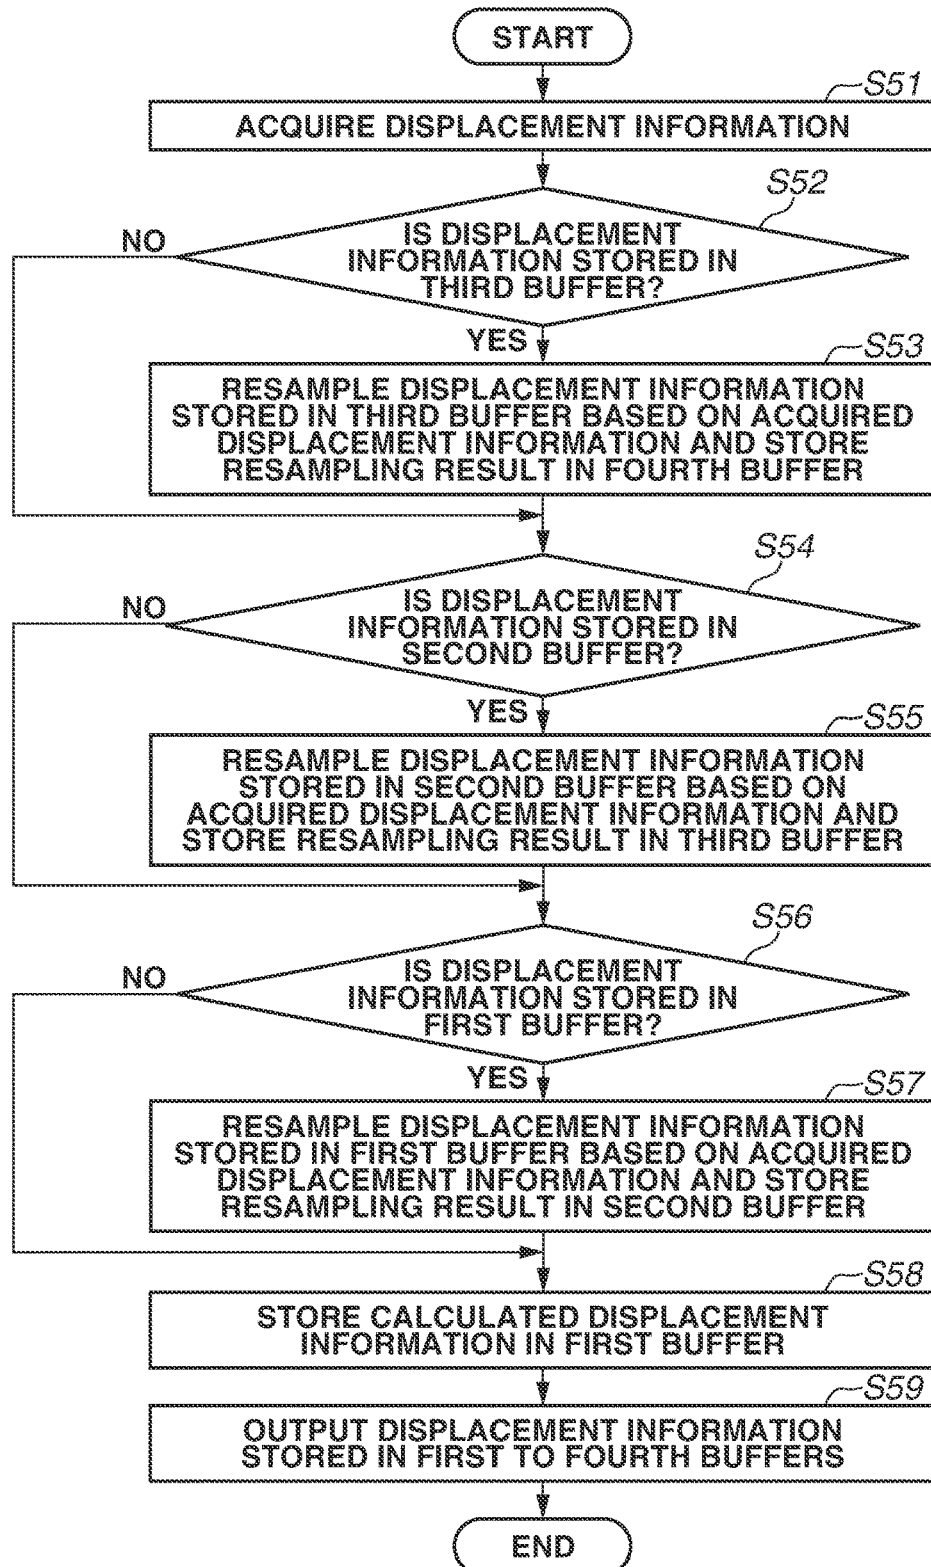 START
S51
ACQUIRE DISPLACEMENT INFORMATION
S52
NO
IS DISPLACEMENT
INFORMATION STORED IN
THIRD BUFFER?
YES
S53
RESAMPLE DISPLACEMENT INFORMATION
STORED IN THIRD BUFFER BASED ON ACQUIRED
DISPLACEMENT INFORMATION AND STORE
RESAMPLING RESULT IN FOURTH BUFFER
S54
NO
IS DISPLACEMENT
INFORMATION STORED IN
SECOND BUFFER?
YES
S55
RESAMPLE DISPLACEMENT INFORMATION
STORED IN SECOND BUFFER BASED ON
ACQUIRED DISPLACEMENT INFORMATION AND
STORE RESAMPLING RESULT IN THIRD BUFFER
S56
NO
IS DISPLACEMENT
INFORMATION STORED IN
FIRST BUFFER?
YES
S57
RESAMPLE DISPLACEMENT INFORMATION
STORED IN FIRST BUFFER BASED ON ACQUIRED
DISPLACEMENT INFORMATION AND STORE
RESAMPLING RESULT IN SECOND BUFFER
S58
STORE CALCULATED DISPLACEMENT
INFORMATION IN FIRST BUFFER
S59
OUTPUT DISPLACEMENT INFORMATION
STORED IN FIRST TO FOURTH BUFFERS
END